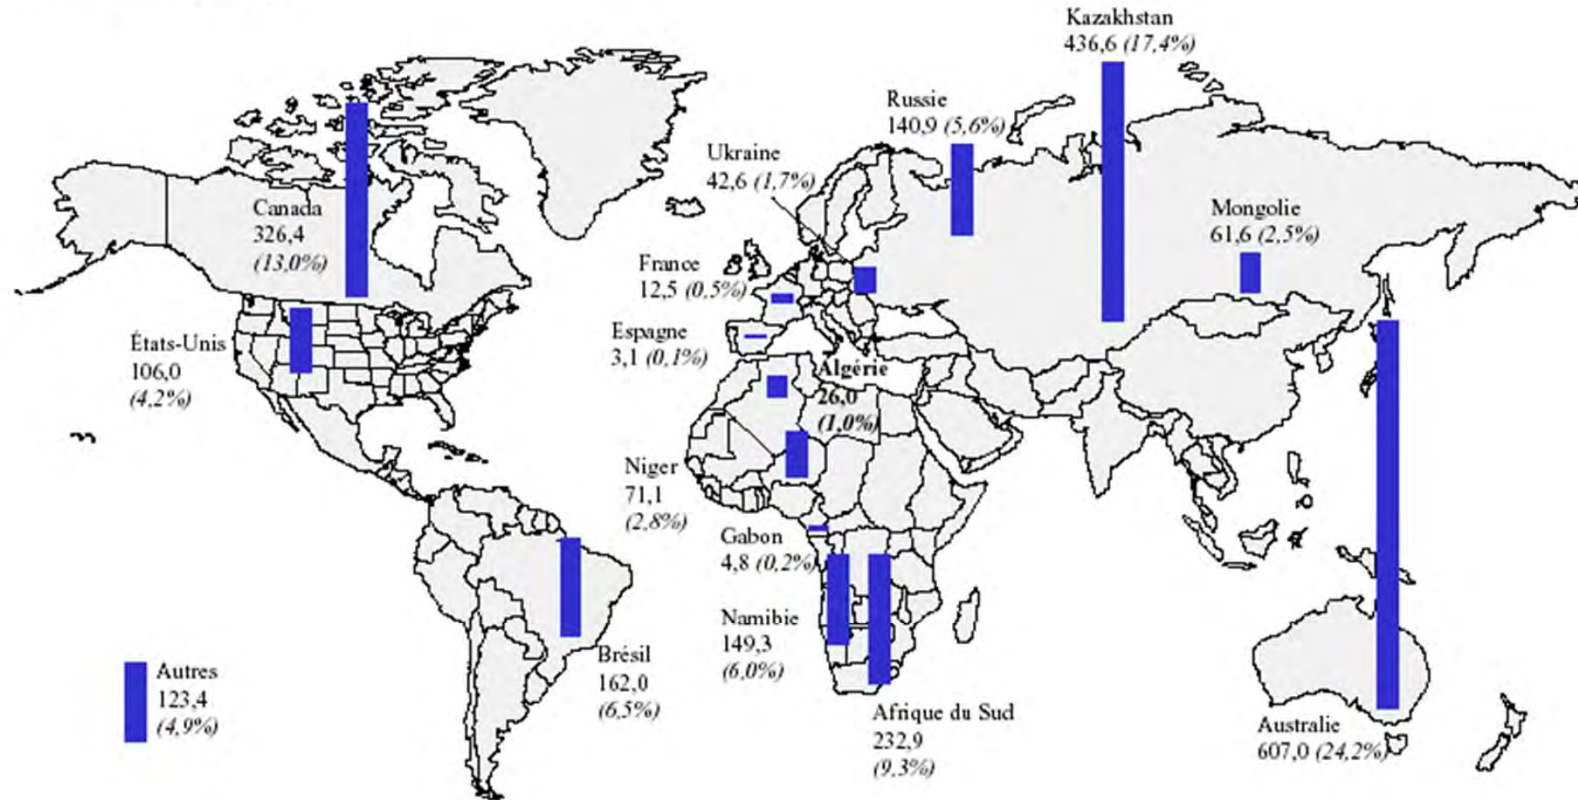 Kazakhstan
436,6 (17,4%)
Russie
140,9 (5,6%)
Ukraine
42,6 (1,7%)
Canada
326,4
(13,0%)
Mongolie
61,6 (2,5%)
France
12,5 (0,5%)
Espagne
3,1 (0,1%)
États-Unis
106,0
(4,2%)
Algérie
26,0
(1,0%)
Niger
71,1
(2,8%)
Gabon
4,8 (0,2%)
Namibie
149,3
(6,0%)
Brésil
162,0
(6,5%)
Autres
123,4
(4,9%)
Afrique du Sud
232,9
(9,3%)
Australie
607,0 (24,2%)